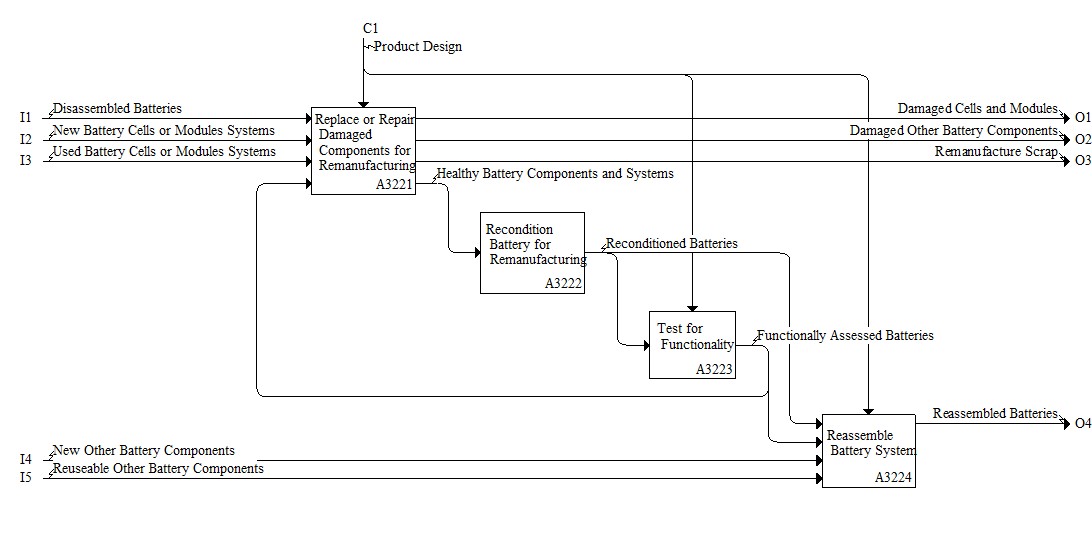 C1
Product Design
I1 Disassembled Batteries
Damaged Cells and Modules O1
I2 New Battery Cells or Modules Systems
Damaged Other Battery Components O2
I3 Used Battery Cells or Modules Systems
Remanufacture Scrap O3
Replace or Repair
Damaged
Components for
Remanufacturing
A3221
Healthy Battery Components and Systems
Recondition
Battery for
Remanufacturing
A3222
Reconditioned Batteries
Test for
Functionality
A3223
Functionally Assessed Batteries
Reassembled Batteries O4
Reassemble
Battery System
A3224
I4 New Other Battery Components
I5 Reuseable Other Battery Components